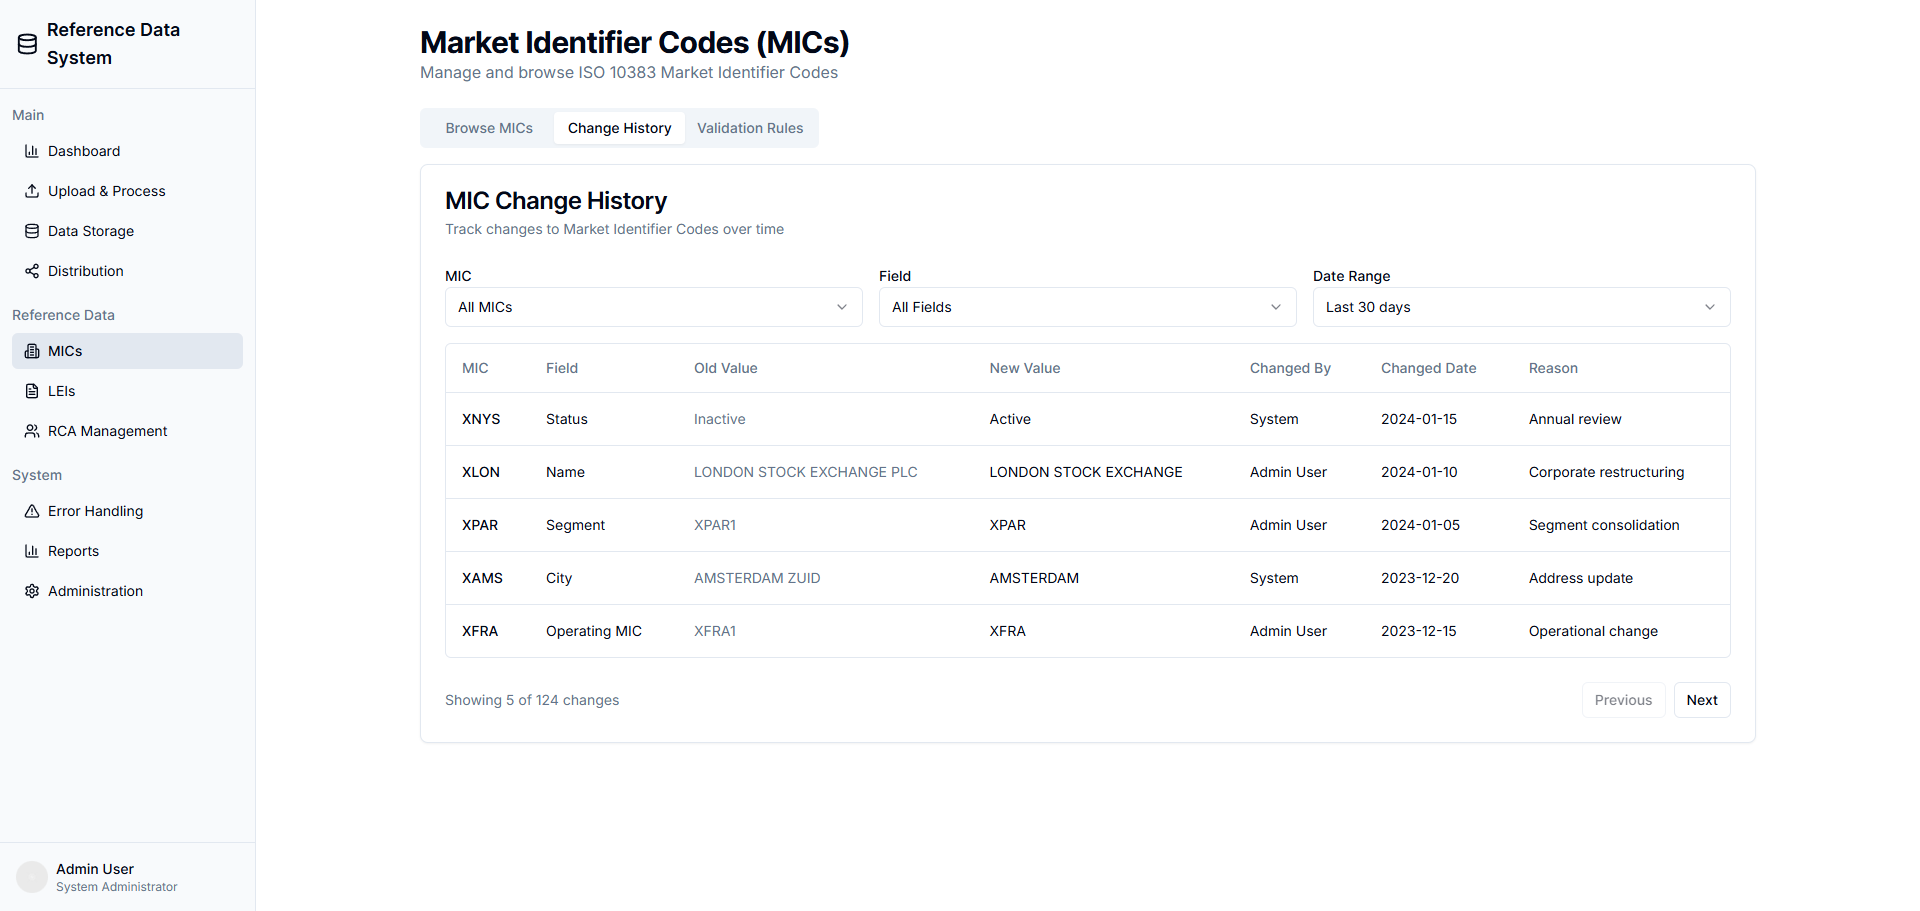 Reference Data
System
Main
Dashboard
Upload & Process
Data Storage
Distribution
Reference Data
MICs
LEIs
RCA Management
System
Error Handling
Reports
Administration
Admin User
System Administrator
Market Identifier Codes (MICs)
Manage and browse ISO 10383 Market Identifier Codes
Browse MICs Change History Validation Rules
MIC Change History
Track changes to Market Identifier Codes over time
MIC Field Date Range
All MICs All Fields Last 30 days
MIC Field Old Value New Value Changed By Changed Date Reason
XNYS Status Inactive Active System 2024-01-15 Annual review
XLON Name LONDON STOCK EXCHANGE PLC LONDON STOCK EXCHANGE Admin User 2024-01-10 Corporate restructuring
XPAR Segment XPAR1 XPAR Admin User 2024-01-05 Segment consolidation
XAMS City AMSTERDAM ZUID AMSTERDAM System 2023-12-20 Address update
XFRA Operating MIC XFRA1 XFRA Admin User 2023-12-15 Operational change
Showing 5 of 124 changes Previous Next